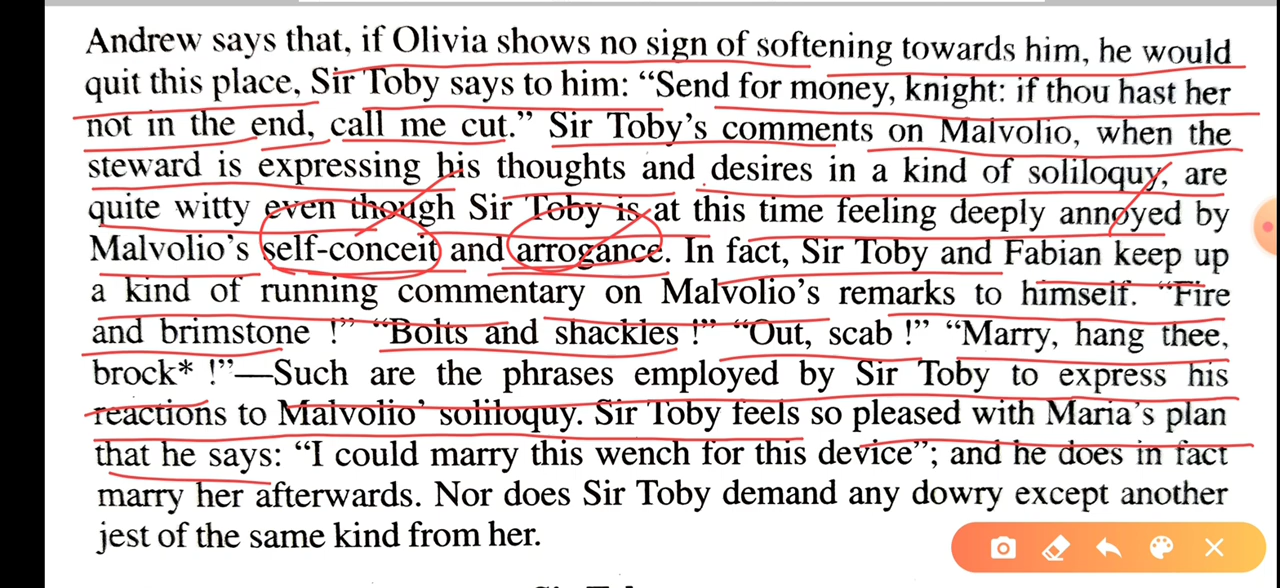 Andrew says that, if Olivia shows no sign of softening towards him, he would
quit this place, Sir Toby says to him: “Send for money, knight: if thou hast her
not in the end, call me cut.” Sir Toby’s comments on Malvolio, when the
steward is expressing his thoughts and desires in a kind of soliloquy, are
quite witty even though Sir Toby is at this time feeling deeply annoyed by
Malvolio’s self-conceit and arrogance. In fact, Sir Toby and Fabian keep up
a kind of running commentary on Malvolio’s remarks to himself. “Fire
and brimstone !” “Bolts and shackles !” “Out, scab !” “Marry, hang thee,
brock* !”—Such are the phrases employed by Sir Toby to express his
reactions to Malvolio’ soliloquy. Sir Toby feels so pleased with Maria’s plan
that he says: “I could marry this wench for this device”; and he does in fact
marry her afterwards. Nor does Sir Toby demand any dowry except another
jest of the same kind from her.